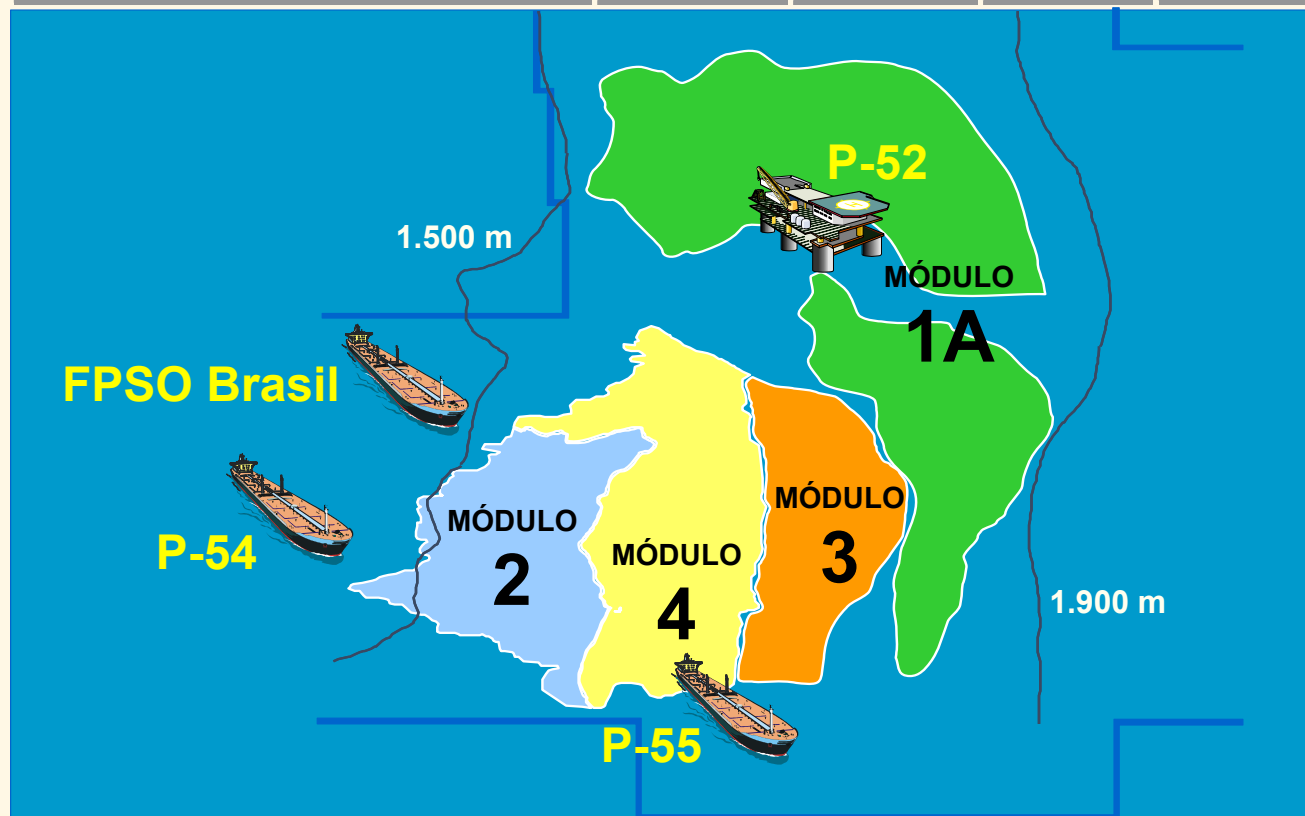 P-52
1.500 m
MÓDULO
1A
FPSO Brasil
MÓDULO
3
MÓDULO
2
P-54
MÓDULO
4
1.900 m
P-55